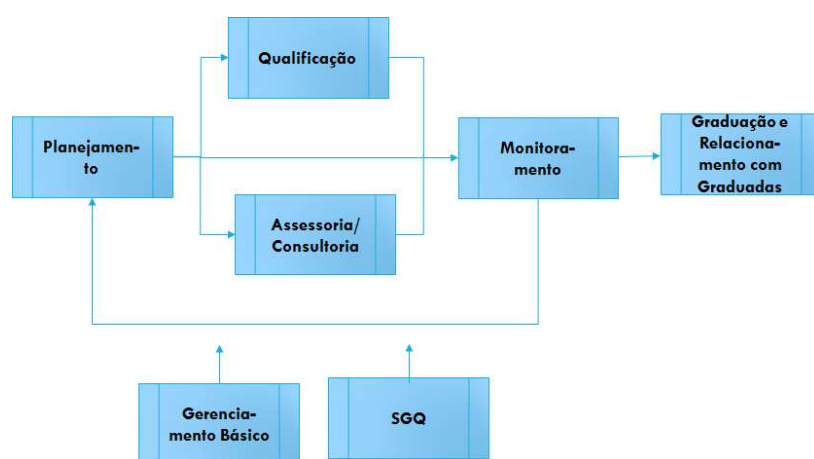 Qualificação
Planejamen-
to
Monitora-
mento
Graduação e
Relaciona-
mento com
Graduadas
Assessoria/
Consultoria
Gerencia-
mento Básico
SGQ